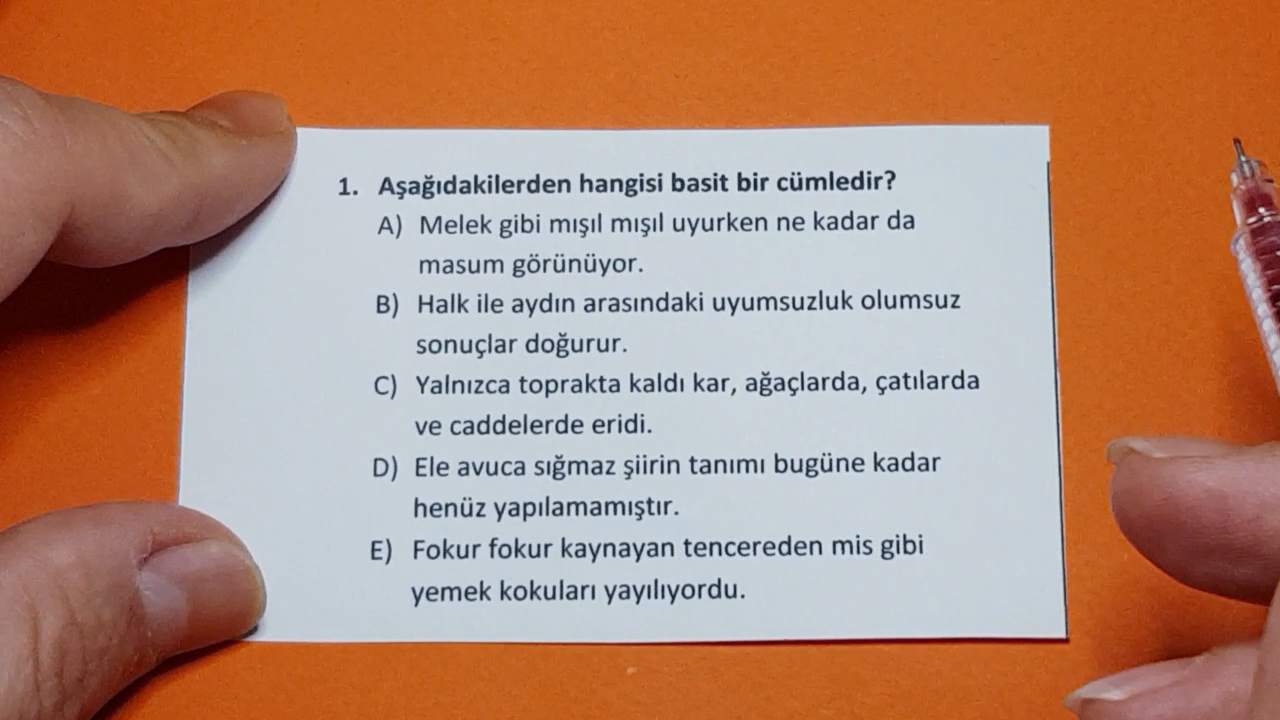 1. Aşağıdakilerden hangisi basit bir cümledir?
A) Melek gibi mışıl mışıl uyurken ne kadar da
masum görünüyor.
B) Halk ile aydın arasındaki uyumsuzluk olumsuz
sonuçlar doğurur.
C) Yalnızca toprakta kaldı kar, ağaçlarda, çatılarda
ve caddelerde eridi.
D) Ele avuca sığmaz şiirin tanımı bugüne kadar
henüz yapılamamıştır.
E) Fokur fokur kaynayan tencereden mis gibi
yemek kokuları yayılıyordu.